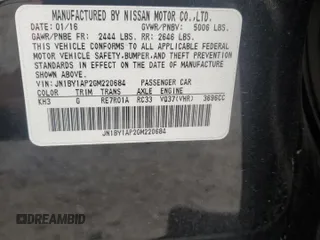 MANUFACTURED BY NISSAN MOTOR CO.,LTD.
DATE 01/16 GVWR/PNBV: 5006 LBS.
GAWR/PNBE FR: 2444 LBS. RR: 2646 LBS.
THIS VEHICLE CONFORMS TO ALL APPLICABLE FEDERAL MOTOR VEHICLE SAFETY, BUMPER, AND THEFT PREVENTION
STANDARDS IN EFFECT ON THE DATE OF MANUFACTURE SHOWN ABOVE.
VIN: JN1BY1AP2GM220684 PASSENGER CAR
COLOR TRIM TRANS AXLE ENGINE
KH3 G RE7R01A RC33 VQ37(VHR) 3696CC
JN1BY1AP2GM220684
DREAMBID